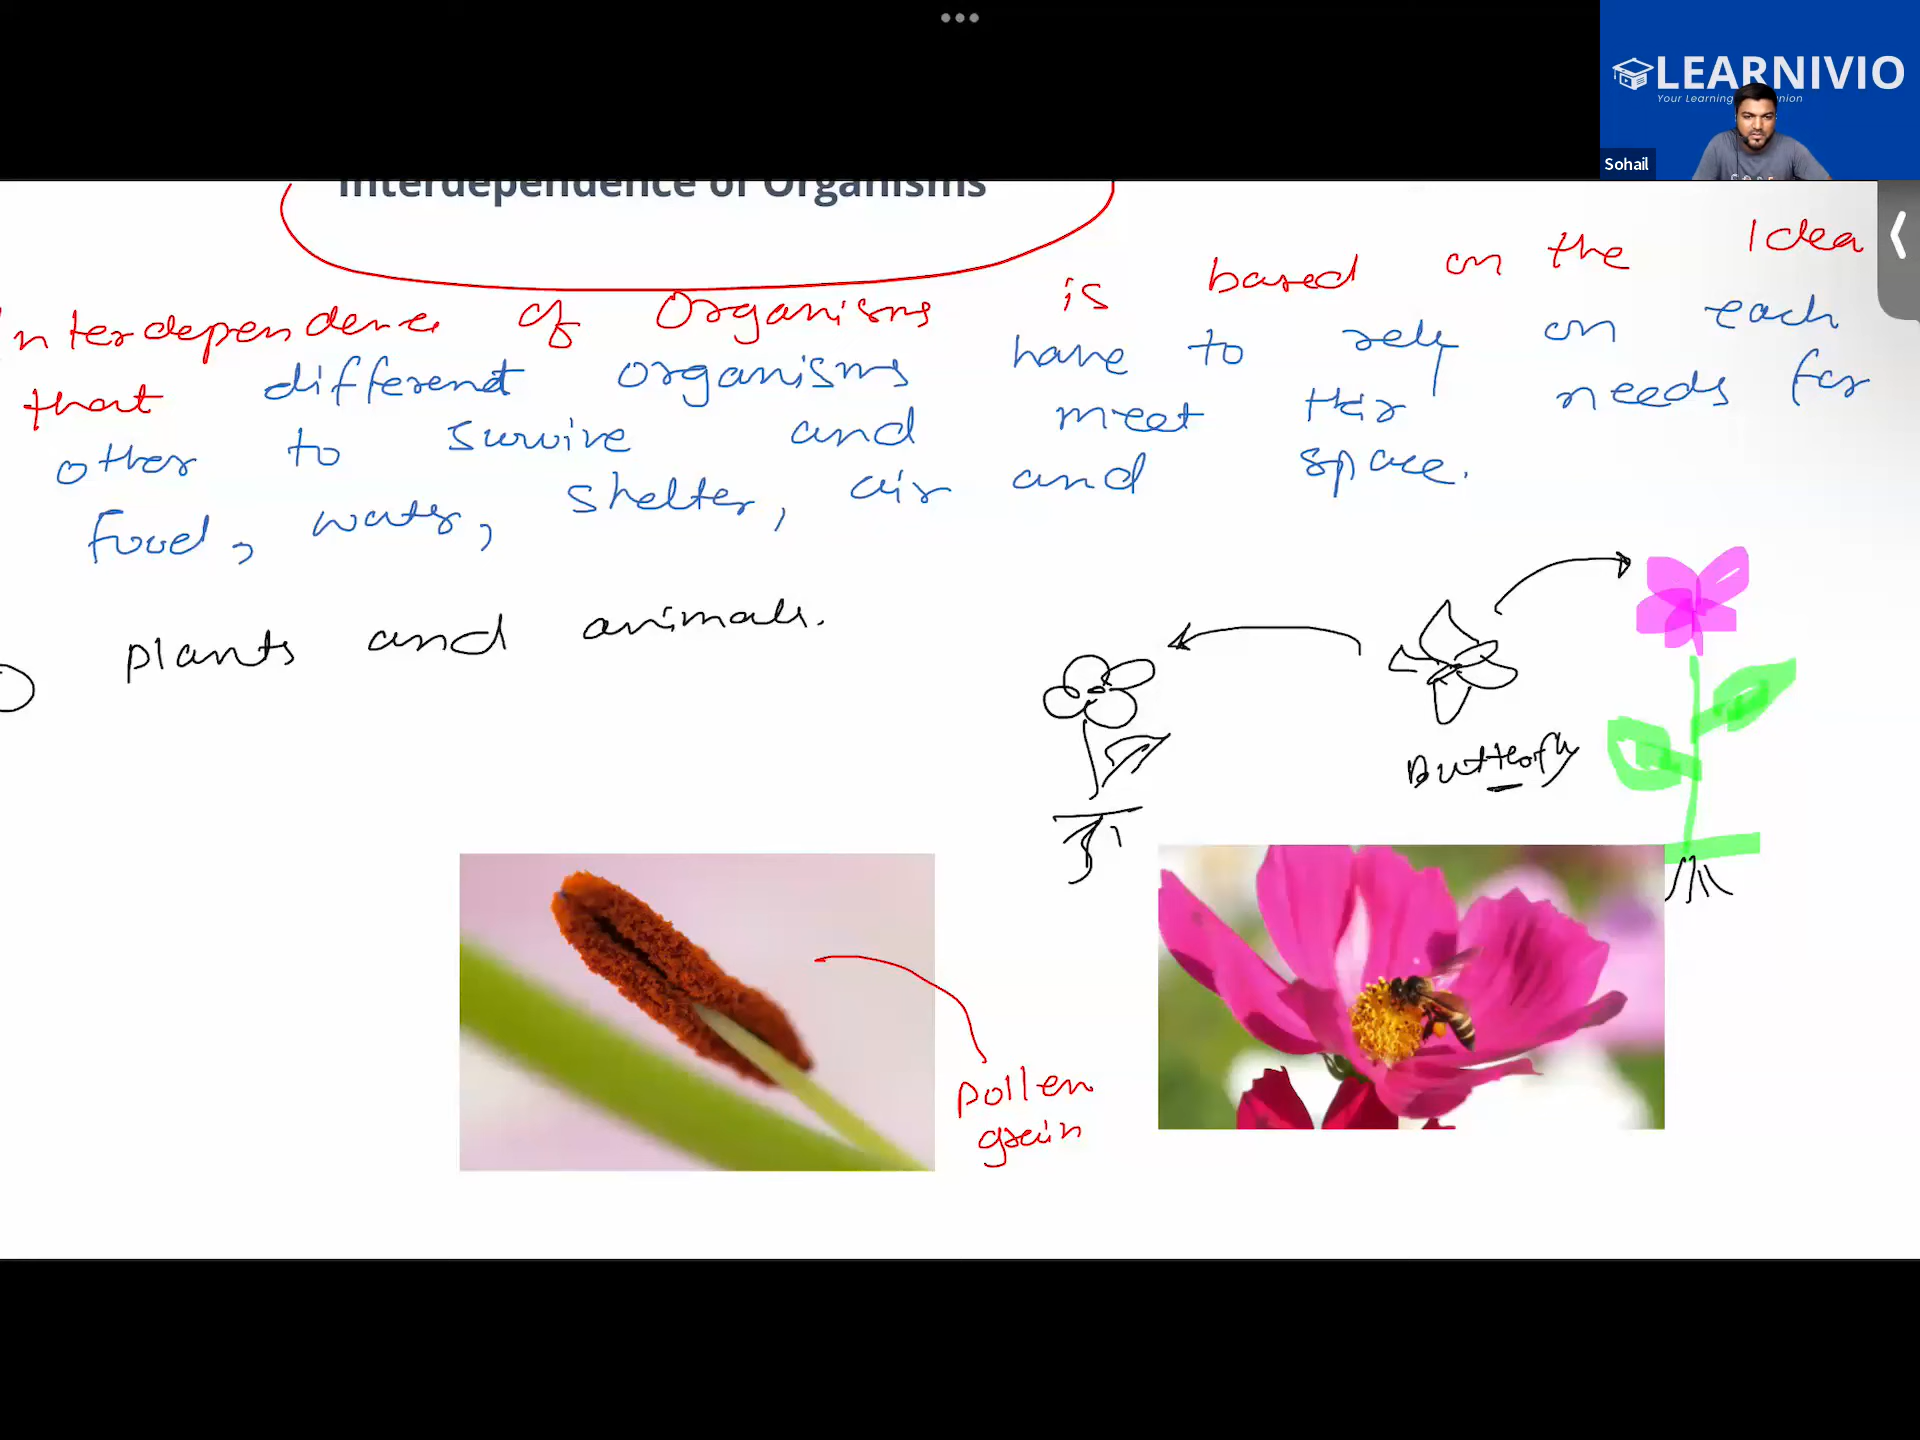 LEARNIVIO
Your Learning
Sohail
Interdependence of Organisms
Interdependence of Organisms is based on the Idea
that different organisms have to rely on each
other to survive and meet their needs for
food, water, shelter, air and space.
plants and animals.
Butterfly
pollen
grain